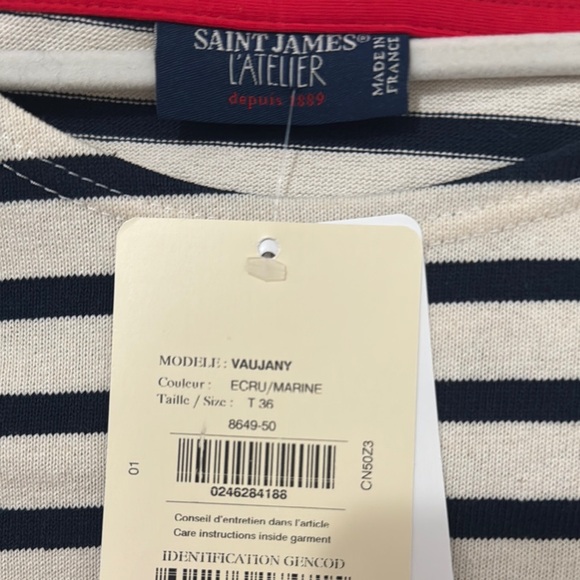 SAINT JAMES®
L'ATELIER
depuis 1889
MADE IN
FRANCE
MODELE : VAUJANY
Couleur : ECRU/MARINE
Taille / Size : T 36
8649-50
01
0246284188
CN50Z3
Conseil d'entretien dans l'article
Care instructions inside garment
IDENTIFICATION GENCOD